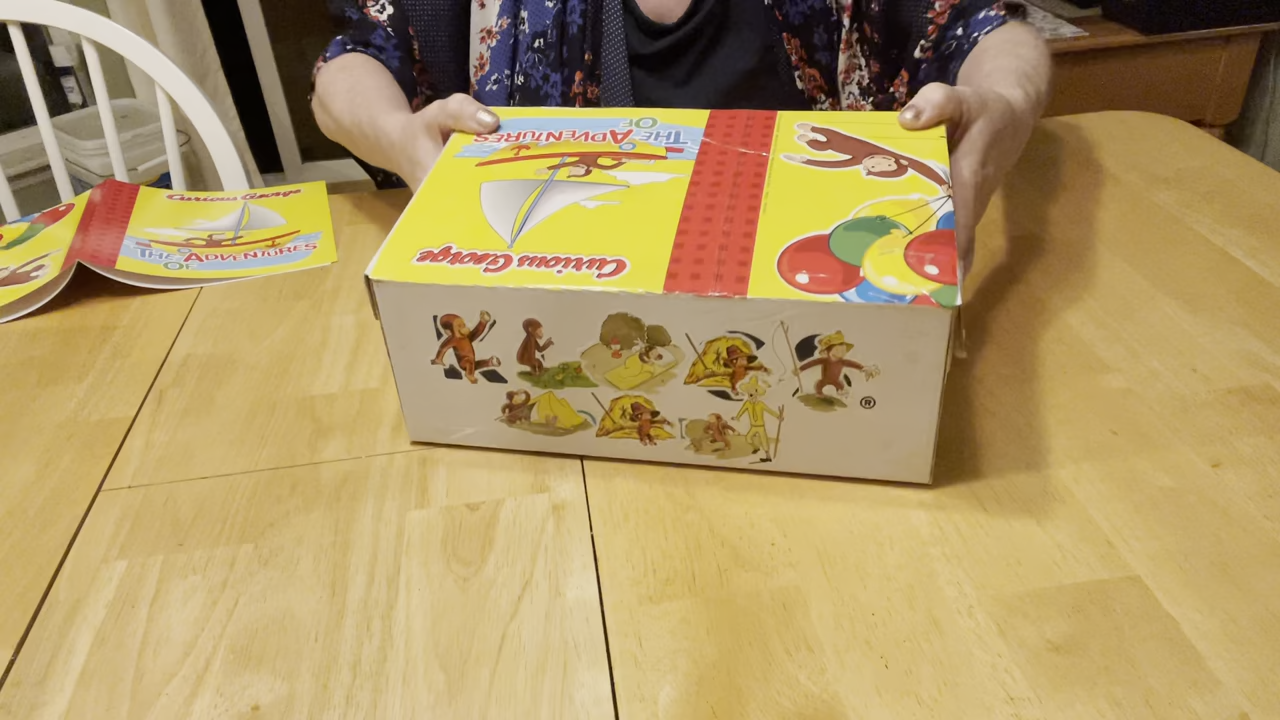 Curious George
THE ADVENTURES
OF
THE ADVENTURES
OF
Curious George
®